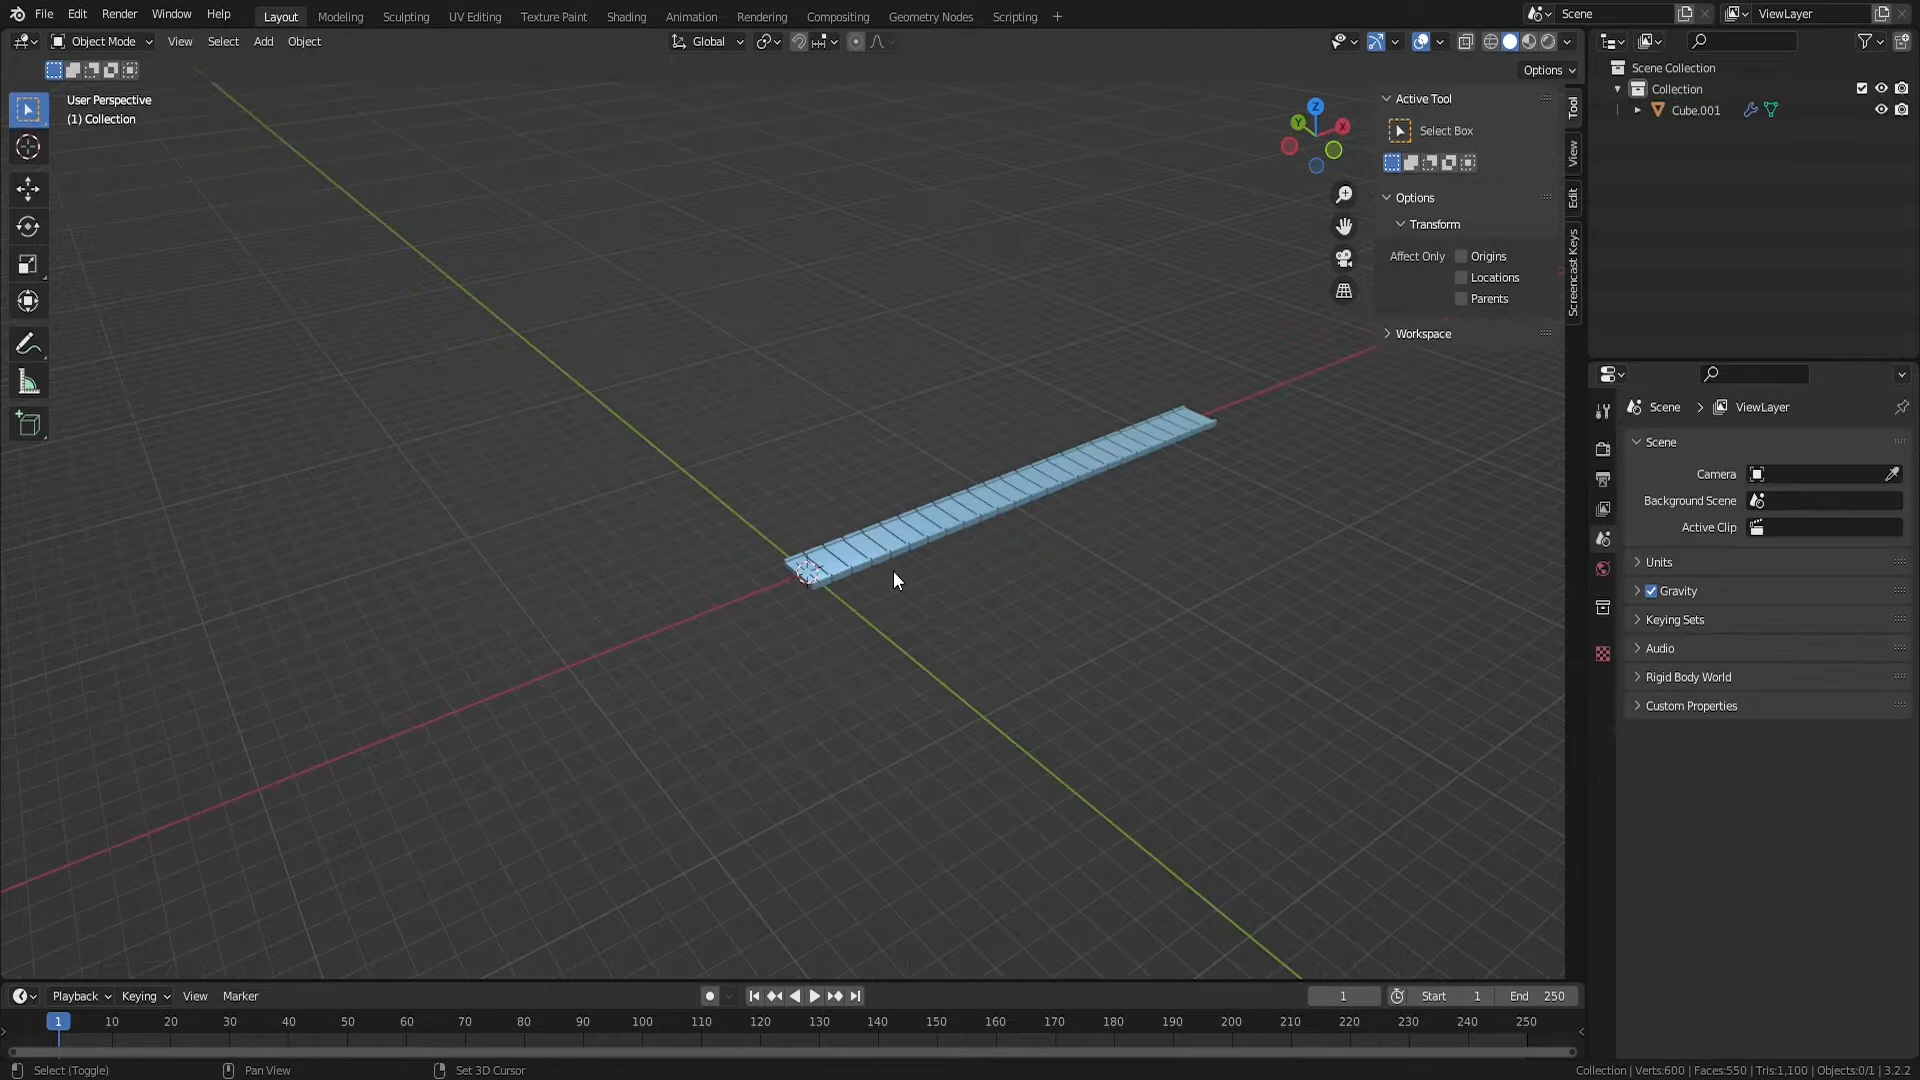 File Edit Render Window Help Layout Modeling Sculpting UV Editing Texture Paint Shading Animation Rendering Compositing Geometry Nodes Scripting + Scene ViewLayer
Object Mode View Select Add Object Global
Options
User Perspective
(1) Collection
Z
Y
X
Active Tool
Select Box
Options
Transform
Affect Only Origins
Locations
Parents
Workspace
Tool
View
Edit
Screencast Keys
Scene Collection
Collection
Cube.001
Scene > ViewLayer
Scene
Camera
Background Scene
Active Clip
Units
Gravity
Keying Sets
Audio
Rigid Body World
Custom Properties
Playback Keying View Marker 1 Start 1 End 250
1 10 20 30 40 50 60 70 80 90 100 110 120 130 140 150 160 170 180 190 200 210 220 230 240 250
Select (Toggle) Pan View Set 3D Cursor Collection | Verts:600 | Faces:550 | Tris:1,100 | Objects:0/1 | 3.2.2